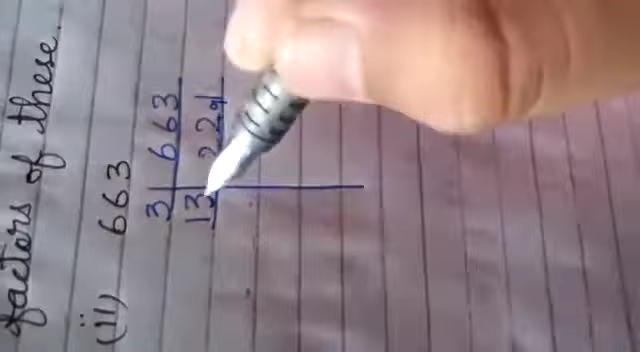 factors of these.
(ii) 663
3 663
13 221